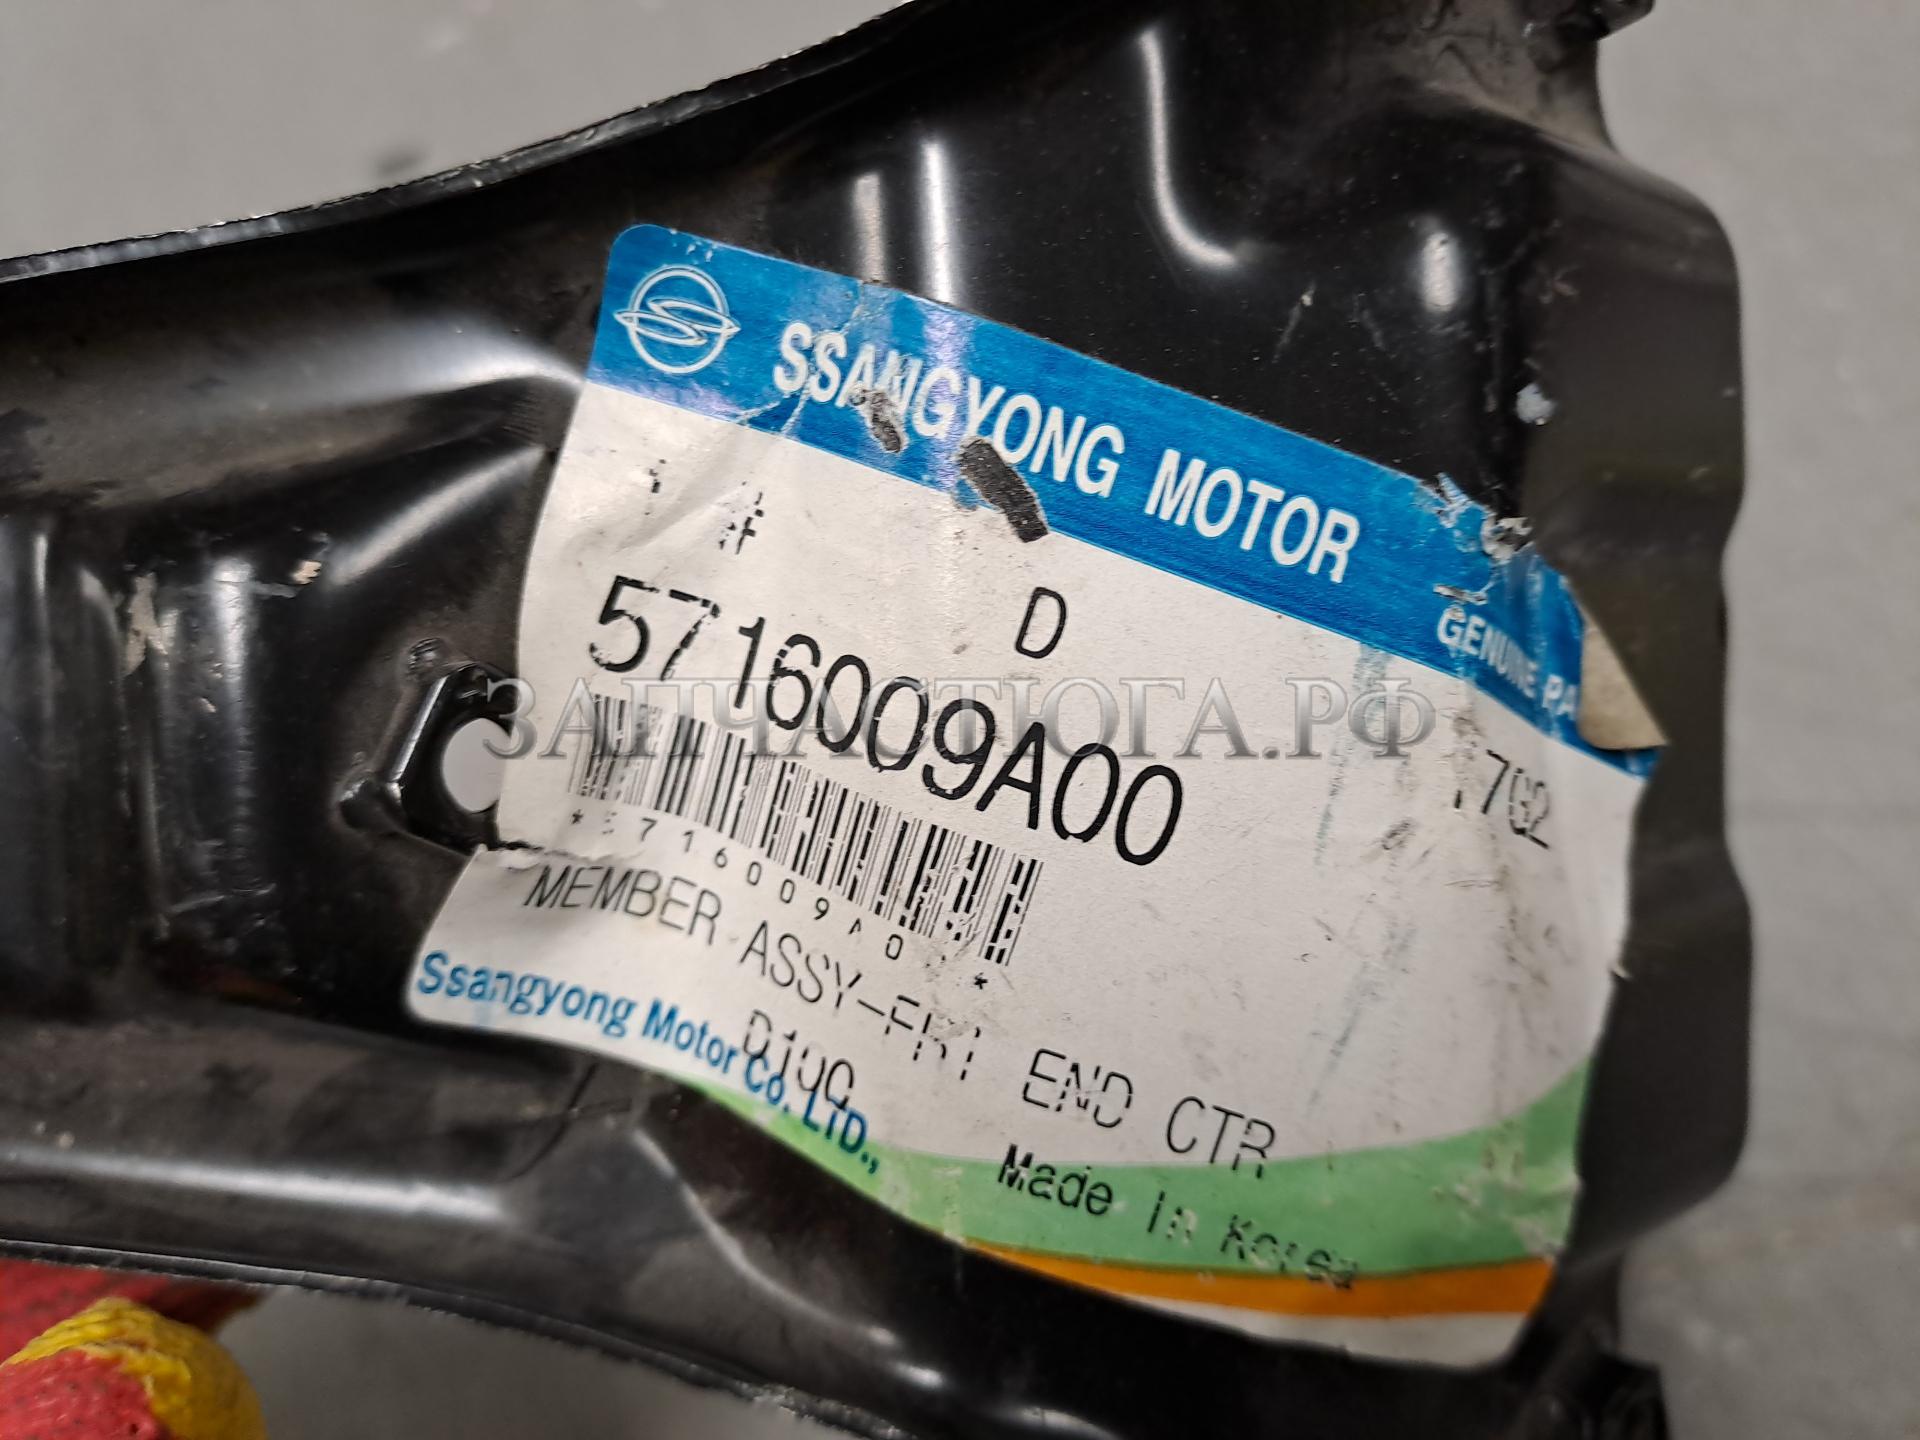 SSANGYONG MOTOR
GENUINE PA
D
5716009A00
7G2
ЗАПЧАСТЮГА.РФ
MEMBER ASSY-FRT END CTR
D100
Ssangyong Motor Co. LTD.,
Made in Korea